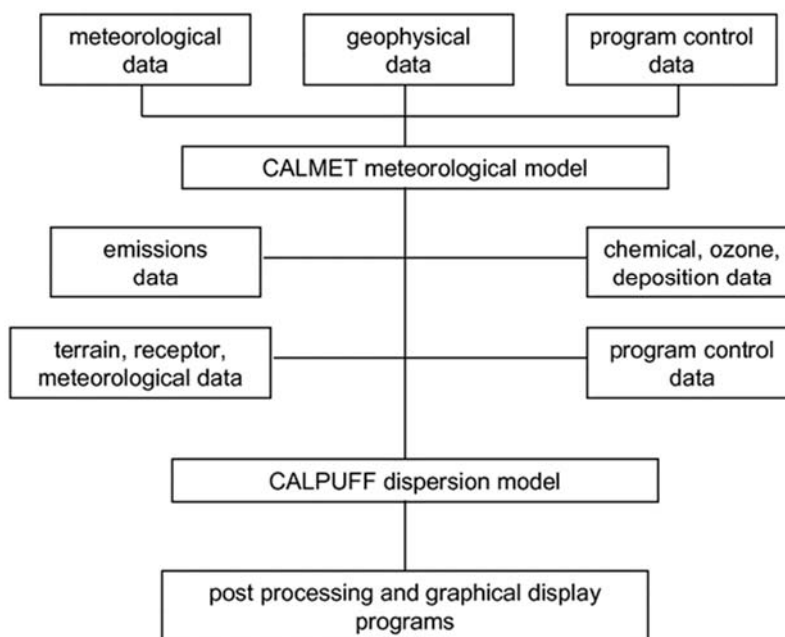 meteorological
data
geophysical
data
program control
data
CALMET meteorological model
emissions
data
chemical, ozone,
deposition data
terrain, receptor,
meteorological data
program control
data
CALPUFF dispersion model
post processing and graphical display
programs